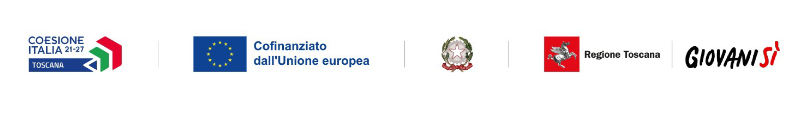 COESIONE
ITALIA 21-27
TOSCANA
Cofinanziato
dall'Unione europea
Regione Toscana
GIOVANISÌ